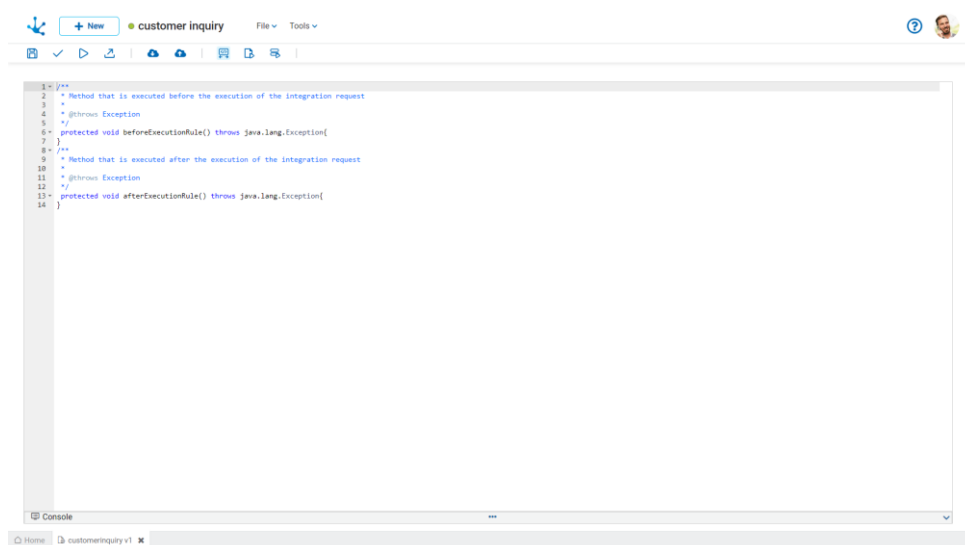 + New customer inquiry File Tools
1 /**
2 * Method that is executed before the execution of the integration request
3 *
4 * @throws Exception
5 */
6 protected void beforeExecutionRule() throws java.lang.Exception{
7 }
8 /**
9 * Method that is executed after the execution of the integration request
10 *
11 * @throws Exception
12 */
13 protected void afterExecutionRule() throws java.lang.Exception{
14 }
Console
Home customerinquiry v1